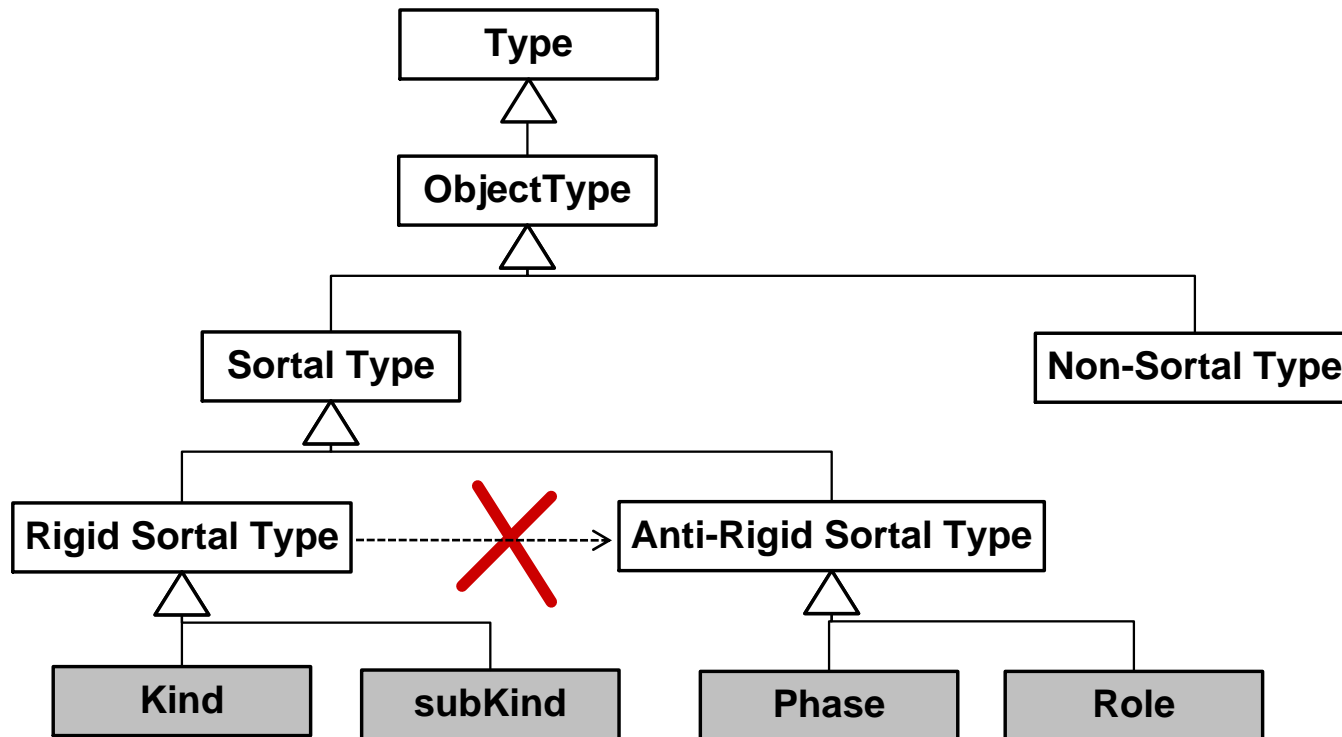 Type
ObjectType
Sortal Type
Non-Sortal Type
Rigid Sortal Type
Anti-Rigid Sortal Type
Kind
subKind
Phase
Role